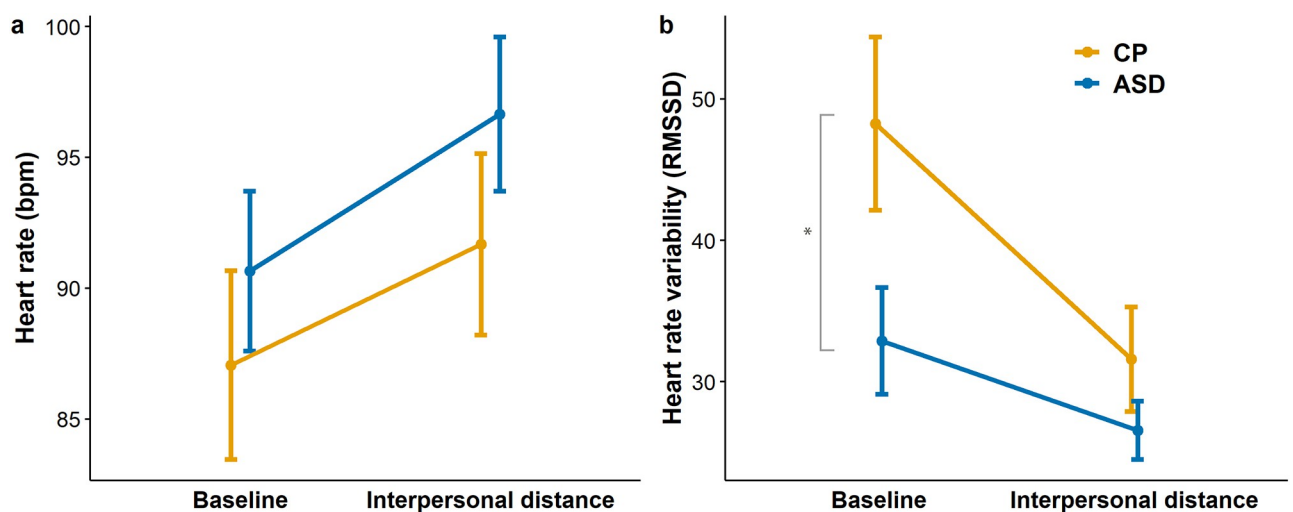 a
100
95
90
85
Heart rate (bpm)
Baseline
Interpersonal distance
b
50
40
30
Heart rate variability (RMSSD)
*
CP
ASD
Baseline
Interpersonal distance